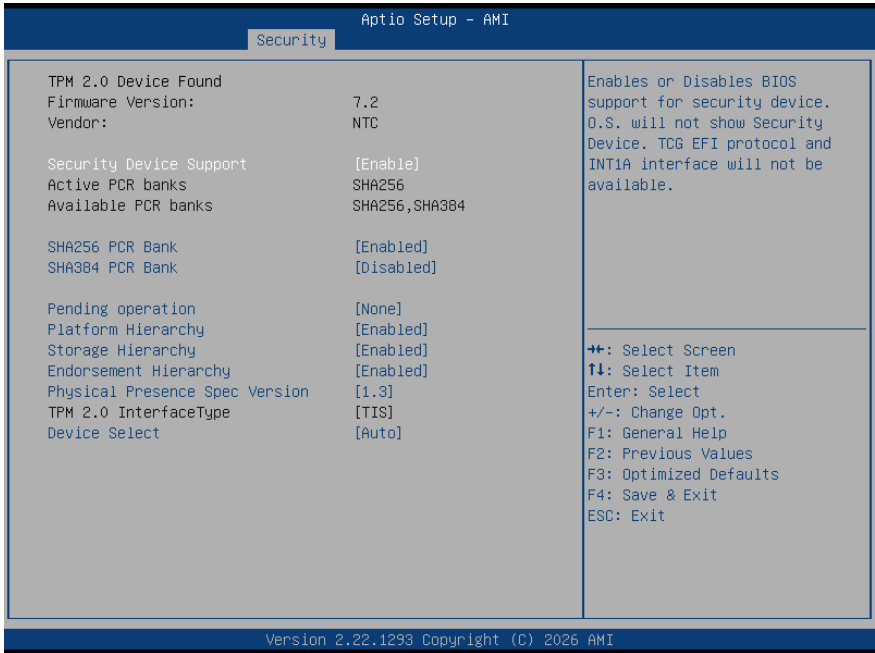 Aptio Setup – AMI
Security
TPM 2.0 Device Found
Firmware Version: 7.2
Vendor: NTC
Security Device Support [Enable]
Active PCR banks SHA256
Available PCR banks SHA256,SHA384
SHA256 PCR Bank [Enabled]
SHA384 PCR Bank [Disabled]
Pending operation [None]
Platform Hierarchy [Enabled]
Storage Hierarchy [Enabled]
Endorsement Hierarchy [Enabled]
Physical Presence Spec Version [1.3]
TPM 2.0 InterfaceType [TIS]
Device Select [Auto]
Enables or Disables BIOS
support for security device.
O.S. will not show Security
Device. TCG EFI protocol and
INT1A interface will not be
available.
→←: Select Screen
↑↓: Select Item
Enter: Select
+/-: Change Opt.
F1: General Help
F2: Previous Values
F3: Optimized Defaults
F4: Save & Exit
ESC: Exit
Version 2.22.1293 Copyright (C) 2026 AMI